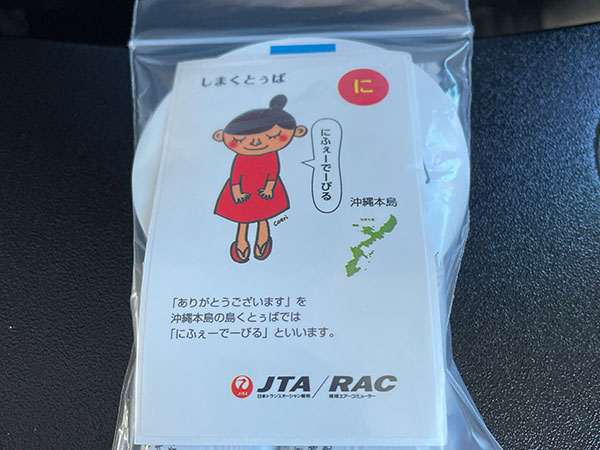 しまくとぅば
に
にふぇーでーびる
沖縄本島
CORI
「ありがとうございます」を
沖縄本島の島くとぅばでは
「にふぇーでーびる」といいます。
JAL
JTA/RAC
日本トランスオーシャン航空
琉球エアーコミューター